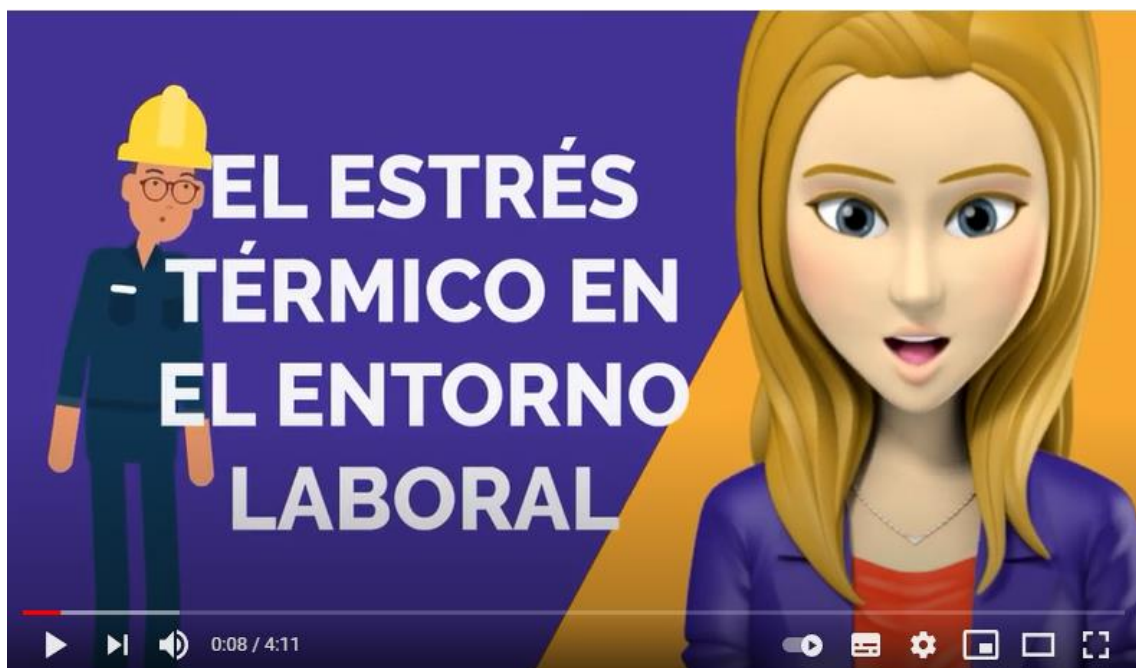 EL ESTRÉS
TÉRMICO EN
EL ENTORNO
LABORAL
0:08 / 4:11